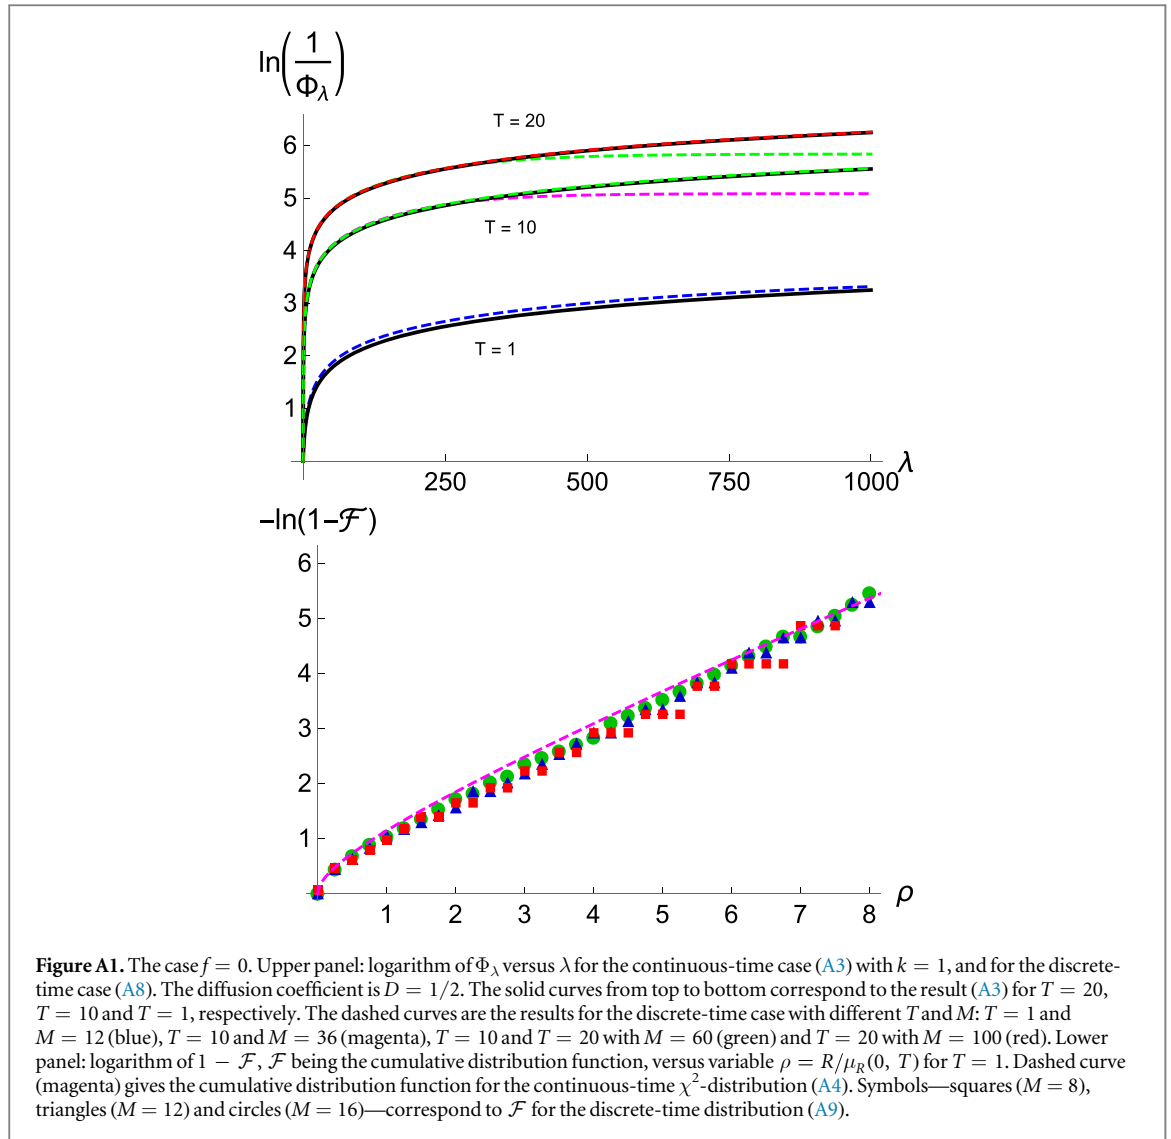 ln(1/Φλ)
T = 20
6
5
T = 10
4
3
2
T = 1
1
250 500 750 1000 λ
−ln(1−ℱ)
6
5
4
3
2
1
1 2 3 4 5 6 7 8 ρ
Figure A1. The case f = 0. Upper panel: logarithm of Φλ versus λ for the continuous-time case (A3) with k = 1, and for the discrete-
time case (A8). The diffusion coefficient is D = 1/2. The solid curves from top to bottom correspond to the result (A3) for T = 20,
T = 10 and T = 1, respectively. The dashed curves are the results for the discrete-time case with different T and M: T = 1 and
M = 12 (blue), T = 10 and M = 36 (magenta), T = 10 and T = 20 with M = 60 (green) and T = 20 with M = 100 (red). Lower
panel: logarithm of 1 − ℱ, ℱ being the cumulative distribution function, versus variable ρ = R/μR(0, T) for T = 1. Dashed curve
(magenta) gives the cumulative distribution function for the continuous-time χ²-distribution (A4). Symbols—squares (M = 8),
triangles (M = 12) and circles (M = 16)—correspond to ℱ for the discrete-time distribution (A9).